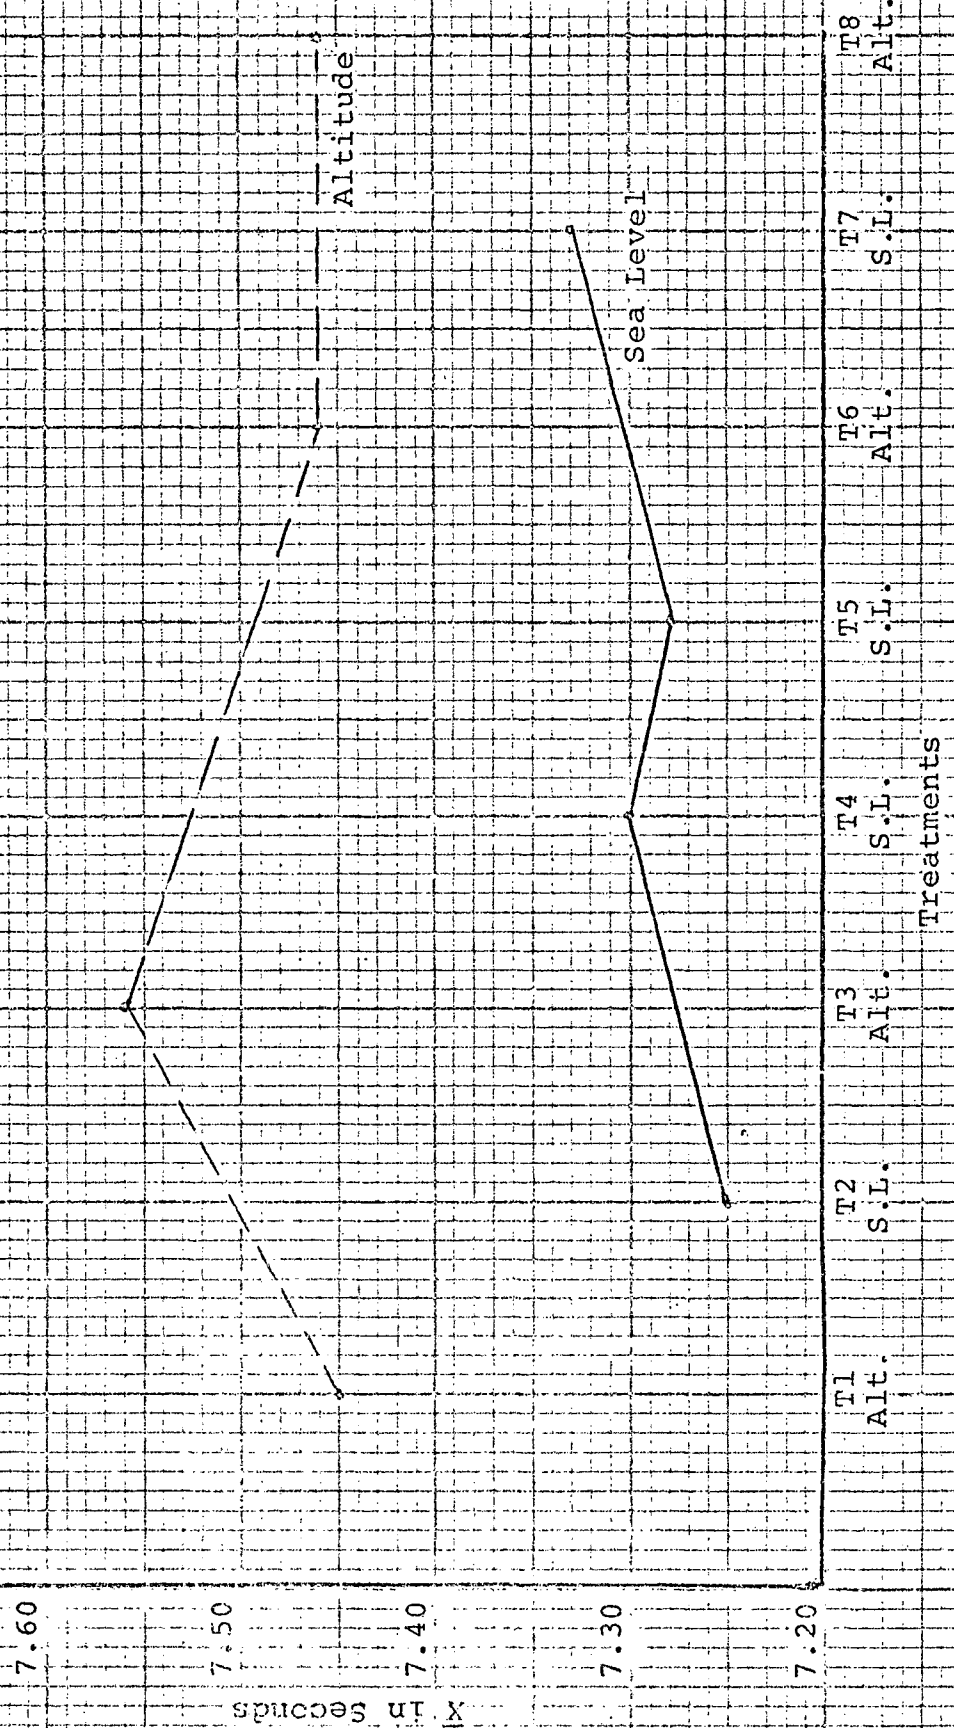 7.60
7.50
7.40
7.30
7.20
X in Seconds
Altitude
Sea Level
T1 T2 T3 T4 T5 T6 T7 T8
Alt. S.L. Alt. S.L. S.L. Alt. S.L. Alt.
Treatments